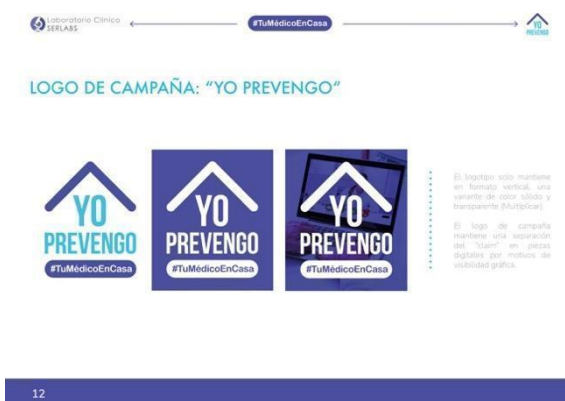 Laboratorio Clínico
SERLABS
#TuMédicoEnCasa
YO
PREVENGO
LOGO DE CAMPAÑA: “YO PREVENGO”
YO
PREVENGO
#TuMédicoEnCasa
YO
PREVENGO
#TuMédicoEnCasa
YO
PREVENGO
#TuMédicoEnCasa
El logotipo solo mantiene
en formato vertical, una
variante de color sólido y
transparente (Multiplicar).
El logo de campaña
mantiene una separación
del "claim" en piezas
digitales por motivos de
visibilidad gráfica.
12